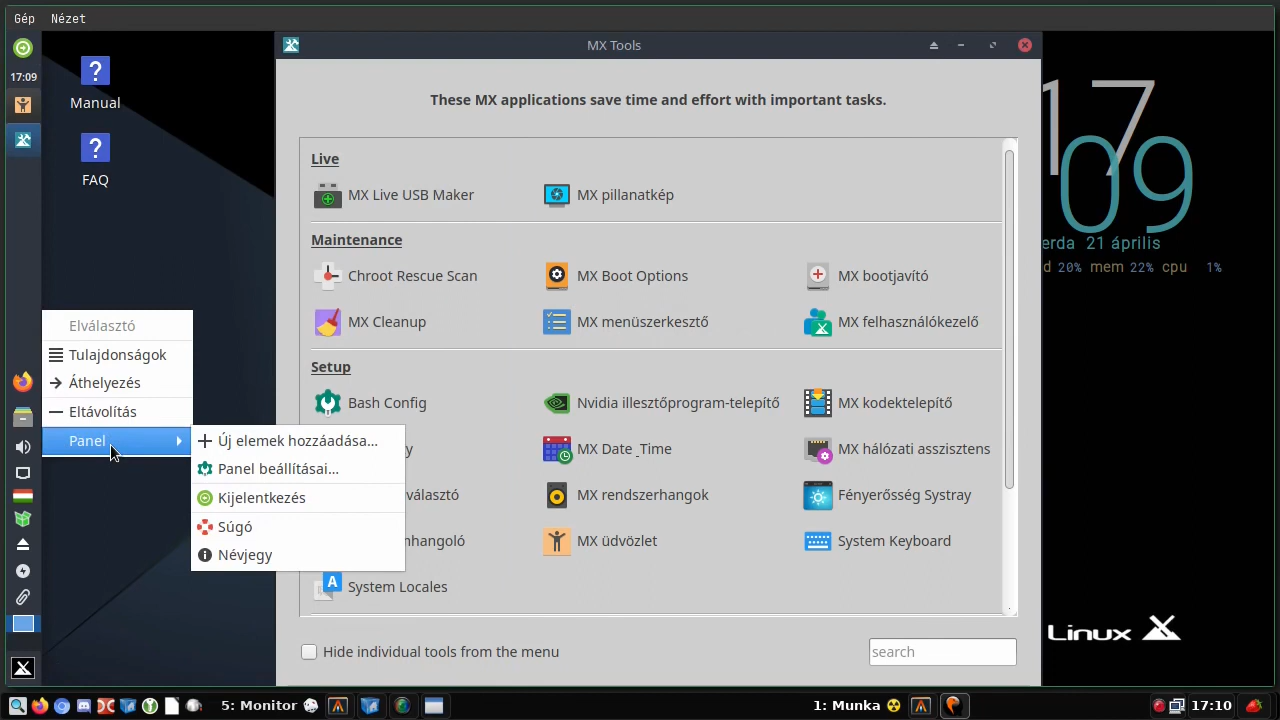 Gép Nézet
17:09
Manual
FAQ
MX Tools
These MX applications save time and effort with important tasks.
Live
MX Live USB Maker
MX pillanatkép
Maintenance
Chroot Rescue Scan
MX Boot Options
MX bootjavító
MX Cleanup
MX menüszerkesztő
MX felhasználókezelő
Setup
Bash Config
Nvidia illesztőprogram-telepítő
MX kodektelepítő
y
MX Date_Time
MX hálózati asszisztens
választó
MX rendszerhangok
Fényerősség Systray
hangoló
MX üdvözlet
System Keyboard
System Locales
Hide individual tools from the menu
search
Elválasztó
Tulajdonságok
Áthelyezés
Eltávolítás
Panel
Új elemek hozzáadása...
Panel beállításai...
Kijelentkezés
Súgó
Névjegy
17
09
erda 21 április
d 20% mem 22% cpu 1%
Linux
5: Monitor
1: Munka
17:10